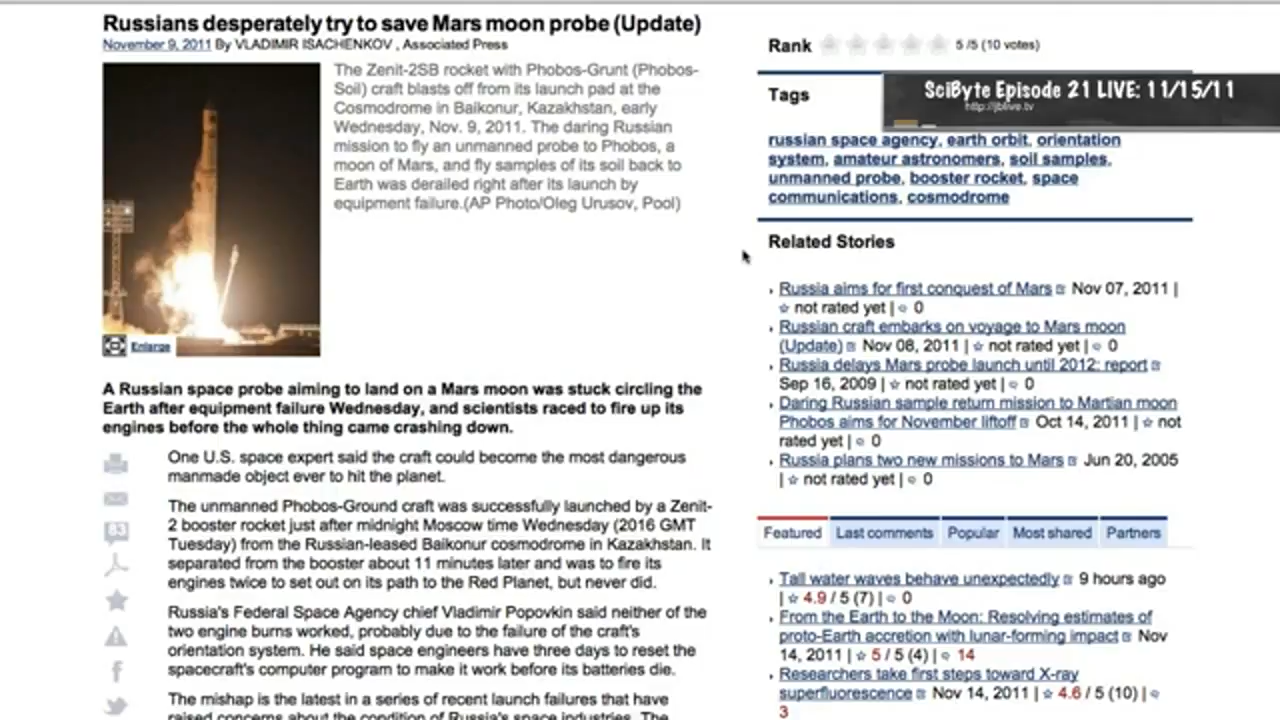 Russians desperately try to save Mars moon probe (Update)
November 9, 2011 By VLADIMIR ISACHENKOV , Associated Press
The Zenit-2SB rocket with Phobos-Grunt (Phobos-
Soil) craft blasts off from its launch pad at the
Cosmodrome in Baikonur, Kazakhstan, early
Wednesday, Nov. 9, 2011. The daring Russian
mission to fly an unmanned probe to Phobos, a
moon of Mars, and fly samples of its soil back to
Earth was derailed right after its launch by
equipment failure.(AP Photo/Oleg Urusov, Pool)
Enlarge
A Russian space probe aiming to land on a Mars moon was stuck circling the
Earth after equipment failure Wednesday, and scientists raced to fire up its
engines before the whole thing came crashing down.
83
One U.S. space expert said the craft could become the most dangerous
manmade object ever to hit the planet.
The unmanned Phobos-Ground craft was successfully launched by a Zenit-
2 booster rocket just after midnight Moscow time Wednesday (2016 GMT
Tuesday) from the Russian-leased Baikonur cosmodrome in Kazakhstan. It
separated from the booster about 11 minutes later and was to fire its
engines twice to set out on its path to the Red Planet, but never did.
Russia's Federal Space Agency chief Vladimir Popovkin said neither of the
two engine burns worked, probably due to the failure of the craft's
orientation system. He said space engineers have three days to reset the
spacecraft's computer program to make it work before its batteries die.
The mishap is the latest in a series of recent launch failures that have
raised concerns about the condition of Russia's space industries. The
Rank 5 /5 (10 votes)
SciByte Episode 21 LIVE: 11/15/11
http://jblive.tv
Tags
russian space agency, earth orbit, orientation
system, amateur astronomers, soil samples,
unmanned probe, booster rocket, space
communications, cosmodrome
Related Stories
Russia aims for first conquest of Mars Nov 07, 2011 |
not rated yet | 0
Russian craft embarks on voyage to Mars moon
(Update) Nov 08, 2011 | not rated yet | 0
Russia delays Mars probe launch until 2012: report
Sep 16, 2009 | not rated yet | 0
Daring Russian sample return mission to Martian moon
Phobos aims for November liftoff Oct 14, 2011 | not
rated yet | 0
Russia plans two new missions to Mars Jun 20, 2005
| not rated yet | 0
Featured Last comments Popular Most shared Partners
Tall water waves behave unexpectedly 9 hours ago
| 4.9 / 5 (7) | 0
From the Earth to the Moon: Resolving estimates of
proto-Earth accretion with lunar-forming impact Nov
14, 2011 | 5 / 5 (4) | 14
Researchers take first steps toward X-ray
superfluorescence Nov 14, 2011 | 4.6 / 5 (10) |
3